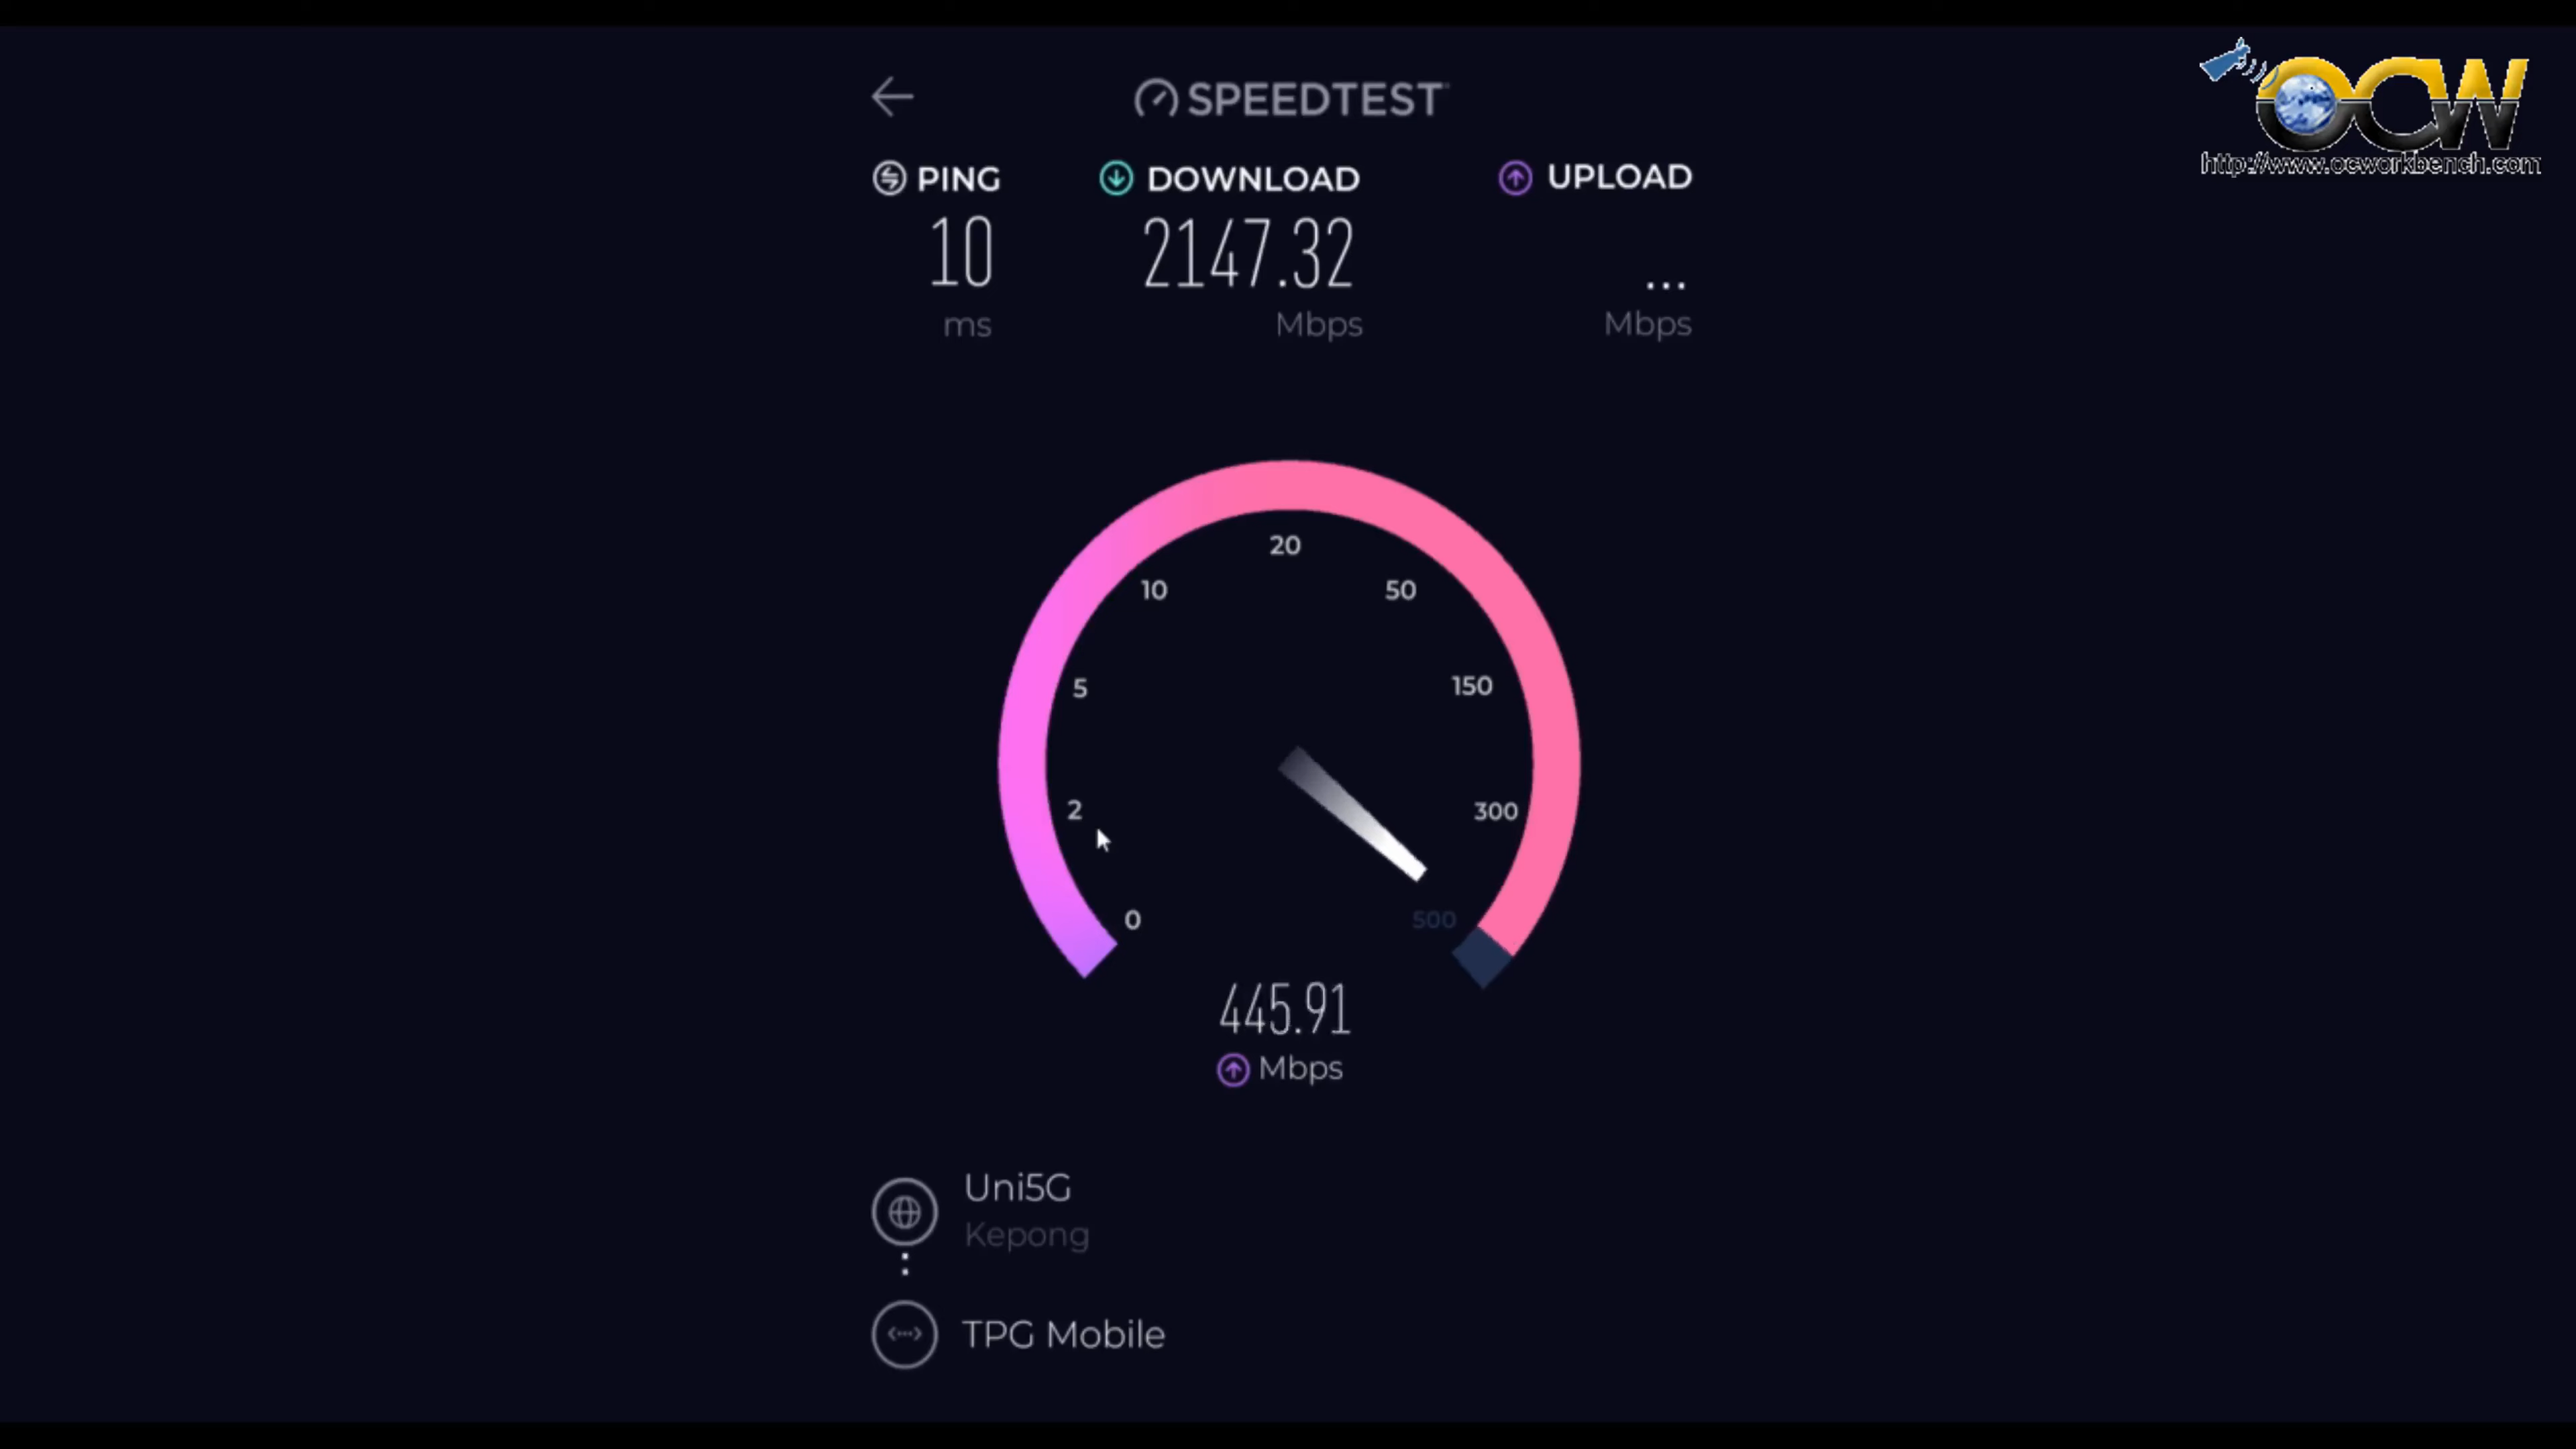 SPEEDTEST
OCW
http://www.ocworkbench.com
PING
DOWNLOAD
UPLOAD
10
2147.32
...
ms
Mbps
Mbps
20
10
50
5
150
2
300
0
500
445.91
Mbps
Uni5G
Kepong
TPG Mobile